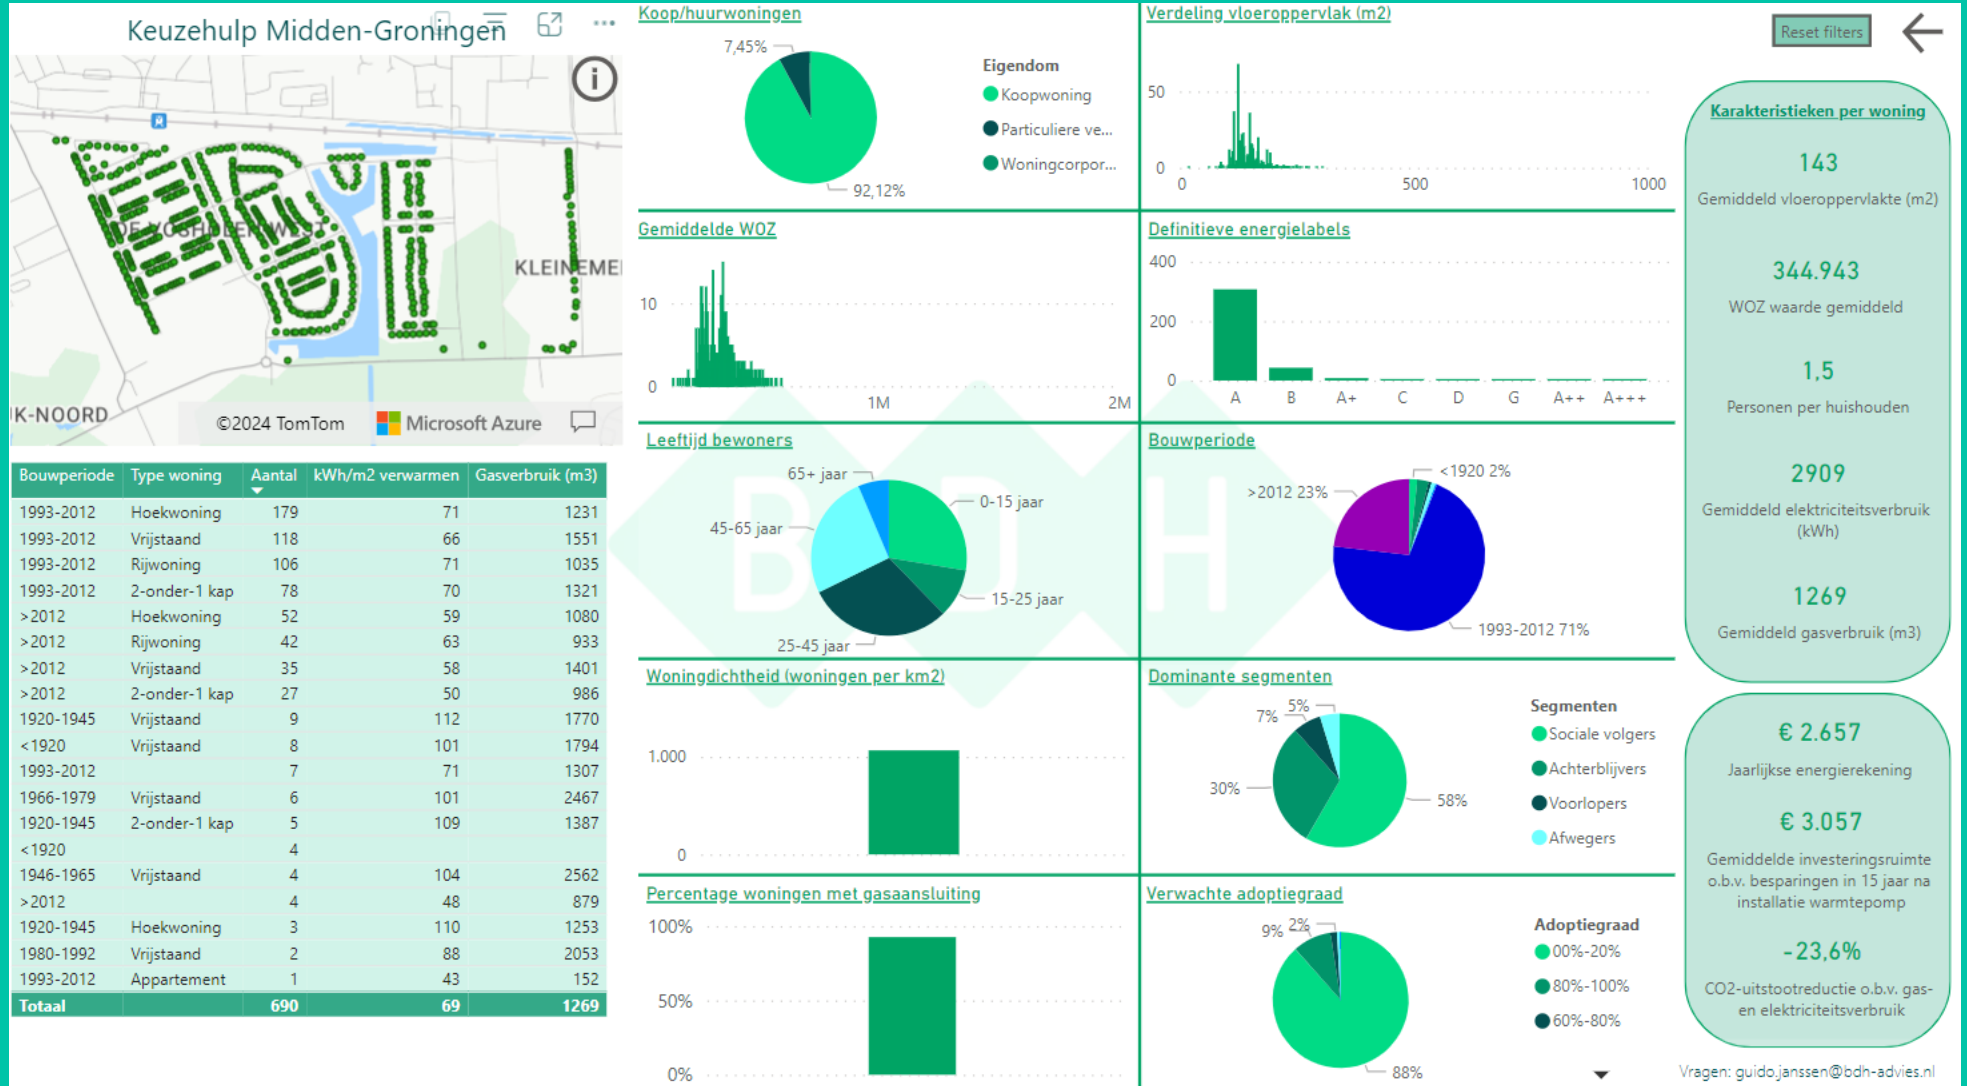 Keuzehulp Midden-Groningen
DE VOSHOLEN WEST
KLEINEME
K-NOORD
©2024 TomTom
Microsoft Azure
Bouwperiode Type woning Aantal kWh/m2 verwarmen Gasverbruik (m3)
1993-2012 Hoekwoning 179 71 1231
1993-2012 Vrijstaand 118 66 1551
1993-2012 Rijwoning 106 71 1035
1993-2012 2-onder-1 kap 78 70 1321
>2012 Hoekwoning 52 59 1080
>2012 Rijwoning 42 63 933
>2012 Vrijstaand 35 58 1401
>2012 2-onder-1 kap 27 50 986
1920-1945 Vrijstaand 9 112 1770
<1920 Vrijstaand 8 101 1794
1993-2012 7 71 1307
1966-1979 Vrijstaand 6 101 2467
1920-1945 2-onder-1 kap 5 109 1387
<1920 4
1946-1965 Vrijstaand 4 104 2562
>2012 4 48 879
1920-1945 Hoekwoning 3 110 1253
1980-1992 Vrijstaand 2 88 2053
1993-2012 Appartement 1 43 152
Totaal 690 69 1269
Koop/huurwoningen
7,45%
92,12%
Eigendom
Koopwoning
Particuliere ve...
Woningcorpor...
Verdeling vloeroppervlak (m2)
50
0
0 500 1000
Gemiddelde WOZ
10
0
1M 2M
Definitieve energielabels
400
200
0
A B A+ C D G A++ A+++
Leeftijd bewoners
65+ jaar
0-15 jaar
45-65 jaar
15-25 jaar
25-45 jaar
Bouwperiode
<1920 2%
>2012 23%
1993-2012 71%
BDH
Woningdichtheid (woningen per km2)
1.000
0
Dominante segmenten
5%
7%
30%
58%
Segmenten
Sociale volgers
Achterblijvers
Voorlopers
Afwegers
Percentage woningen met gasaansluiting
100%
50%
0%
Verwachte adoptiegraad
2%
9%
88%
Adoptiegraad
00%-20%
80%-100%
60%-80%
Reset filters
Karakteristieken per woning
143
Gemiddeld vloeroppervlakte (m2)
344.943
WOZ waarde gemiddeld
1,5
Personen per huishouden
2909
Gemiddeld elektriciteitsverbruik
(kWh)
1269
Gemiddeld gasverbruik (m3)
€ 2.657
Jaarlijkse energierekening
€ 3.057
Gemiddelde investeringsruimte
o.b.v. besparingen in 15 jaar na
installatie warmtepomp
-23,6%
CO2-uitstootreductie o.b.v. gas-
en elektriciteitsverbruik
Vragen: guido.janssen@bdh-advies.nl